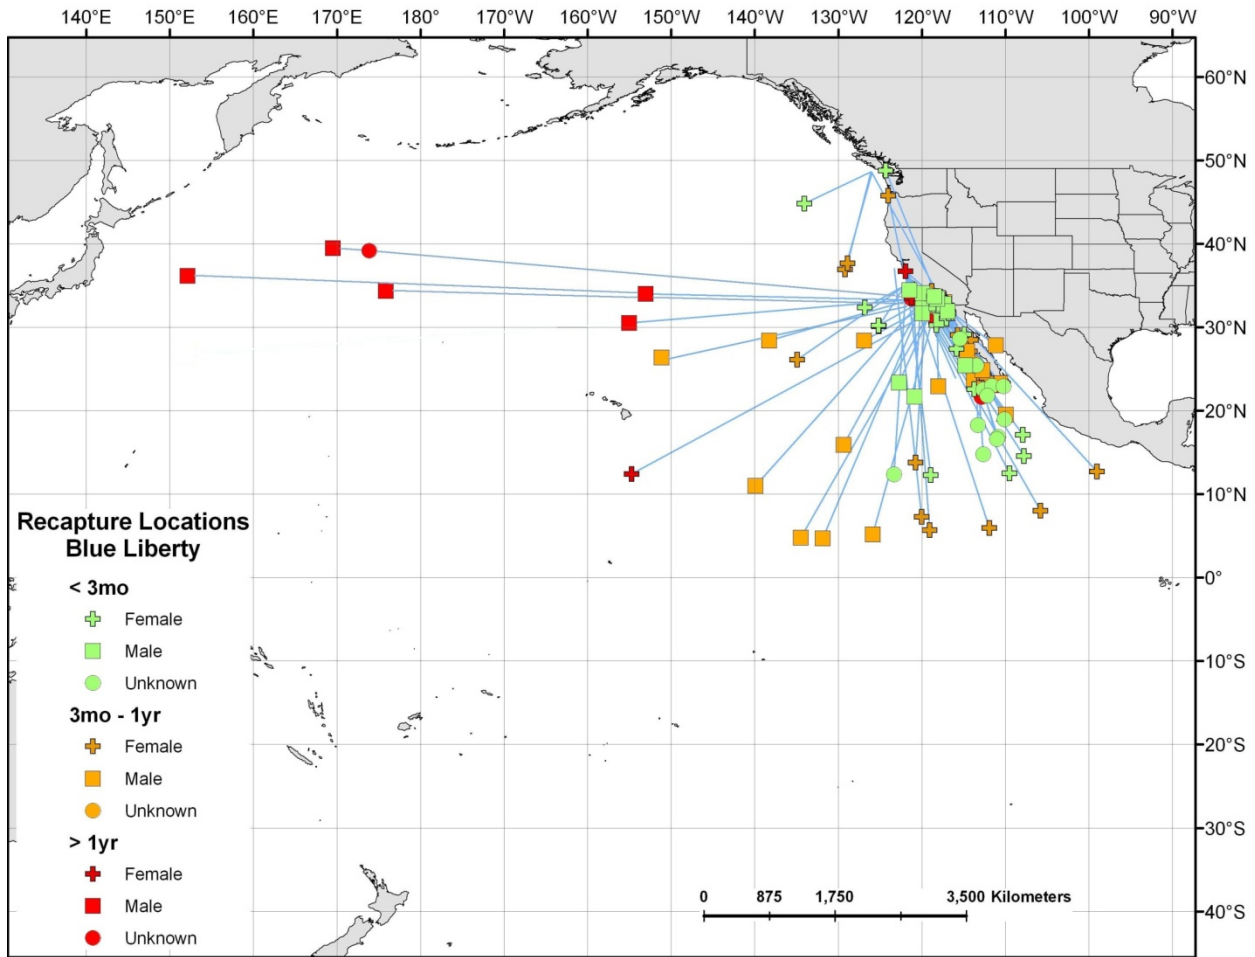 140°E 150°E 160°E 170°E 180° 170°W 160°W 150°W 140°W 130°W 120°W 110°W 100°W 90°W
60°N
50°N
40°N
30°N
20°N
10°N
0°
10°S
20°S
30°S
40°S
Recapture Locations
Blue Liberty
< 3mo
Female
Male
Unknown
3mo - 1yr
Female
Male
Unknown
> 1yr
Female
Male
Unknown
0 875 1,750 3,500 Kilometers